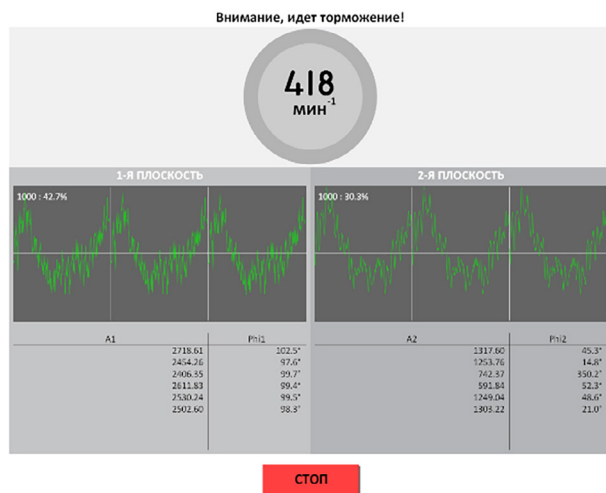 Внимание, идет торможение!
418
мин⁻¹
1-Я ПЛОСКОСТЬ 2-Я ПЛОСКОСТЬ
1000 : 42.7% 1000 : 30.3%
A1 Phi1 A2 Phi2
2718.61 102.5° 1317.60 45.3°
2454.26 97.6° 1253.76 14.8°
2406.35 99.7° 742.37 350.2°
2611.83 99.4° 591.84 52.3°
2530.24 99.5° 1249.04 48.6°
2502.60 98.3° 1303.22 21.0°
СТОП